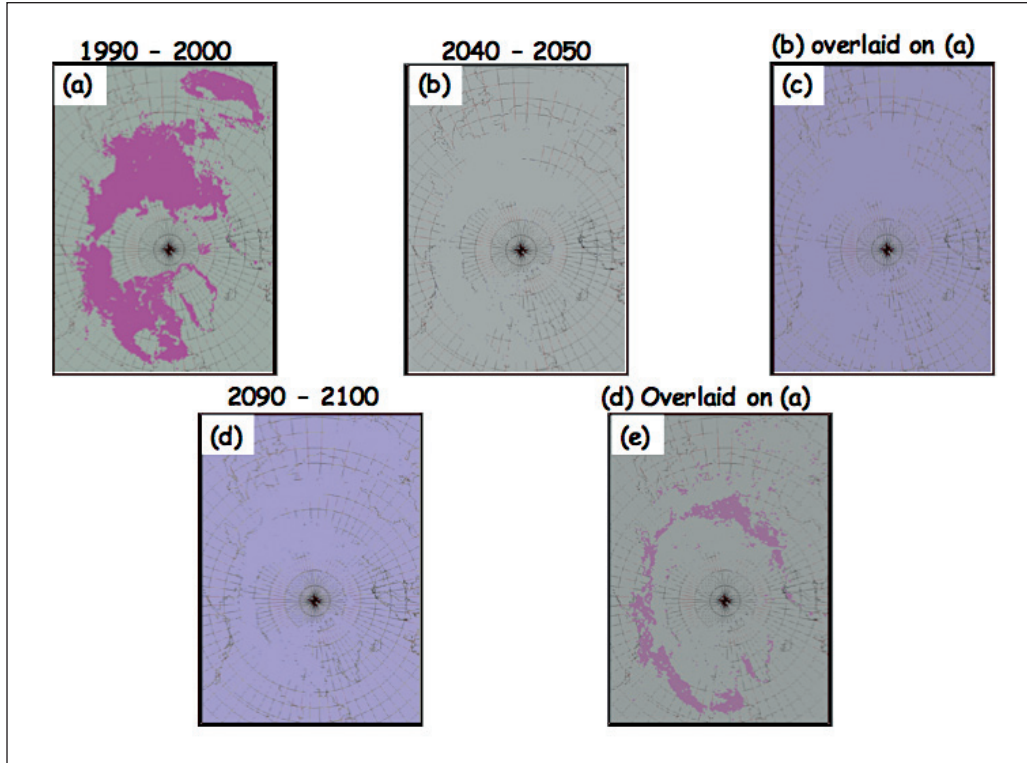 1990 - 2000
2040 - 2050
(b) overlaid on (a)
(a)
(b)
(c)
2090 - 2100
(d) Overlaid on (a)
(d)
(e)